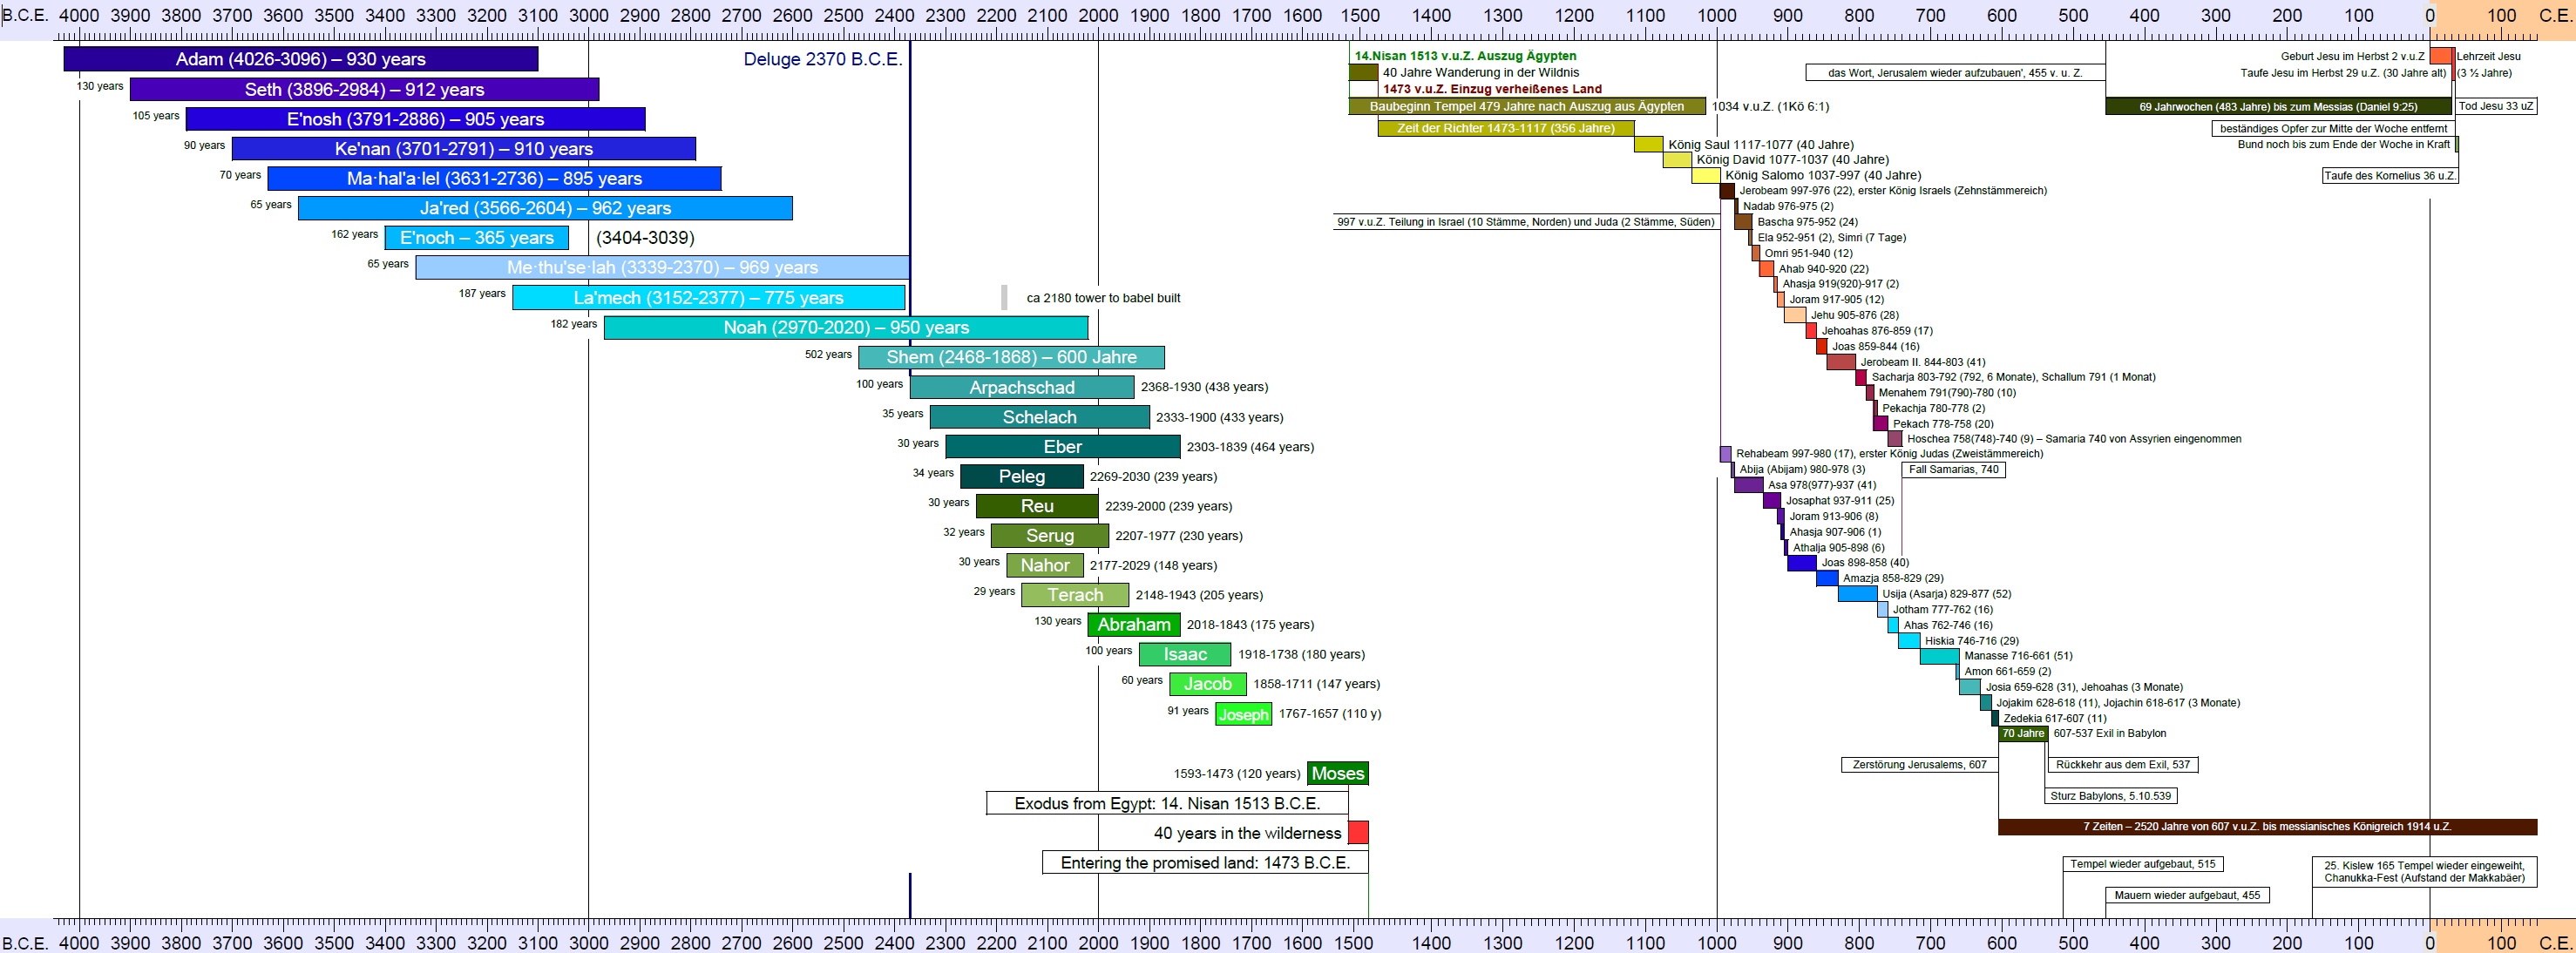 B.C.E. 4000 3900 3800 3700 3600 3500 3400 3300 3200 3100 3000 2900 2800 2700 2600 2500 2400 2300 2200 2100 2000 1900 1800 1700 1600 1500 1400 1300 1200 1100 1000 900 800 700 600 500 400 300 200 100 0 100 C.E.
Adam (4026-3096) – 930 years
Deluge 2370 B.C.E.
130 years Seth (3896-2984) – 912 years
105 years E'nosh (3791-2886) – 905 years
90 years Ke'nan (3701-2791) – 910 years
70 years Ma·hal'a·lel (3631-2736) – 895 years
65 years Ja'red (3566-2604) – 962 years
162 years E'noch – 365 years (3404-3039)
65 years Me·thu'se·lah (3339-2370) – 969 years
187 years La'mech (3152-2377) – 775 years
ca 2180 tower to babel built
182 years Noah (2970-2020) – 950 years
502 years Shem (2468-1868) – 600 Jahre
100 years Arpachschad 2368-1930 (438 years)
35 years Schelach 2333-1900 (433 years)
30 years Eber 2303-1839 (464 years)
34 years Peleg 2269-2030 (239 years)
30 years Reu 2239-2000 (239 years)
32 years Serug 2207-1977 (230 years)
30 years Nahor 2177-2029 (148 years)
29 years Terach 2148-1943 (205 years)
130 years Abraham 2018-1843 (175 years)
100 years Isaac 1918-1738 (180 years)
60 years Jacob 1858-1711 (147 years)
91 years Joseph 1767-1657 (110 y)
1593-1473 (120 years) Moses
Exodus from Egypt: 14. Nisan 1513 B.C.E.
40 years in the wilderness
Entering the promised land: 1473 B.C.E.
14.Nisan 1513 v.u.Z. Auszug Ägypten
40 Jahre Wanderung in der Wildnis
1473 v.u.Z. Einzug verheißenes Land
Baubeginn Tempel 479 Jahre nach Auszug aus Ägypten 1034 v.u.Z. (1Kö 6:1)
Zeit der Richter 1473-1117 (356 Jahre)
König Saul 1117-1077 (40 Jahre)
König David 1077-1037 (40 Jahre)
König Salomo 1037-997 (40 Jahre)
Jerobeam 997-976 (22), erster König Israels (Zehnstämmereich)
Nadab 976-975 (2)
997 v.u.Z. Teilung in Israel (10 Stämme, Norden) und Juda (2 Stämme, Süden)
Bascha 975-952 (24)
Ela 952-951 (2), Simri (7 Tage)
Omri 951-940 (12)
Ahab 940-920 (22)
Ahasja 919(920)-917 (2)
Joram 917-905 (12)
Jehu 905-876 (28)
Jehoahas 876-859 (17)
Joas 859-844 (16)
Jerobeam II. 844-803 (41)
Sacharja 803-792 (792, 6 Monate), Schallum 791 (1 Monat)
Menahem 791(790)-780 (10)
Pekachja 780-778 (2)
Pekach 778-758 (20)
Hoschea 758(748)-740 (9) – Samaria 740 von Assyrien eingenommen
Rehabeam 997-980 (17), erster König Judas (Zweistämmereich)
Abija (Abijam) 980-978 (3)
Fall Samarias, 740
Asa 978(977)-937 (41)
Josaphat 937-911 (25)
Joram 913-906 (8)
Ahasja 907-906 (1)
Athalja 905-898 (6)
Joas 898-858 (40)
Amazja 858-829 (29)
Usija (Asarja) 829-877 (52)
Jotham 777-762 (16)
Ahas 762-746 (16)
Hiskia 746-716 (29)
Manasse 716-661 (51)
Amon 661-659 (2)
Josia 659-628 (31), Jehoahas (3 Monate)
Jojakim 628-618 (11), Jojachin 618-617 (3 Monate)
Zedekia 617-607 (11)
70 Jahre 607-537 Exil in Babylon
Zerstörung Jerusalems, 607
Rückkehr aus dem Exil, 537
Sturz Babylons, 5.10.539
7 Zeiten – 2520 Jahre von 607 v.u.Z. bis messianisches Königreich 1914 u.Z.
Tempel wieder aufgebaut, 515
Mauern wieder aufgebaut, 455
25. Kislew 165 Tempel wieder eingeweiht,
Chanukka-Fest (Aufstand der Makkabäer)
Geburt Jesu im Herbst 2 v.u.Z
Lehrzeit Jesu
das Wort, Jerusalem wieder aufzubauen', 455 v. u. Z.
Taufe Jesu im Herbst 29 u.Z. (30 Jahre alt)
(3 ½ Jahre)
69 Jahrwochen (483 Jahre) bis zum Messias (Daniel 9:25)
Tod Jesu 33 uZ
beständiges Opfer zur Mitte der Woche entfernt
Bund noch bis zum Ende der Woche in Kraft
Taufe des Kornelius 36 u.Z.
B.C.E. 4000 3900 3800 3700 3600 3500 3400 3300 3200 3100 3000 2900 2800 2700 2600 2500 2400 2300 2200 2100 2000 1900 1800 1700 1600 1500 1400 1300 1200 1100 1000 900 800 700 600 500 400 300 200 100 0 100 C.E.